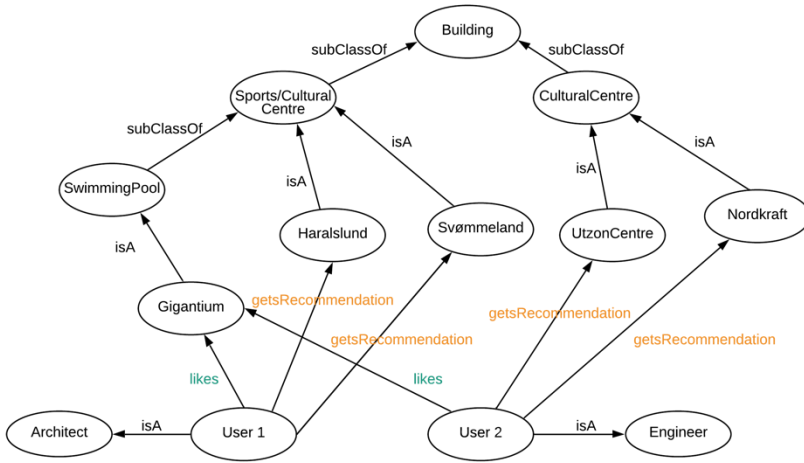 Building
subClassOf
subClassOf
Sports/Cultural
Centre
CulturalCentre
subClassOf
isA
isA
isA
isA
SwimmingPool
Haralslund
Svømmeland
UtzonCentre
Nordkraft
isA
Gigantium
getsRecommendation
getsRecommendation
getsRecommendation
getsRecommendation
likes
likes
Architect
isA
User 1
User 2
isA
Engineer